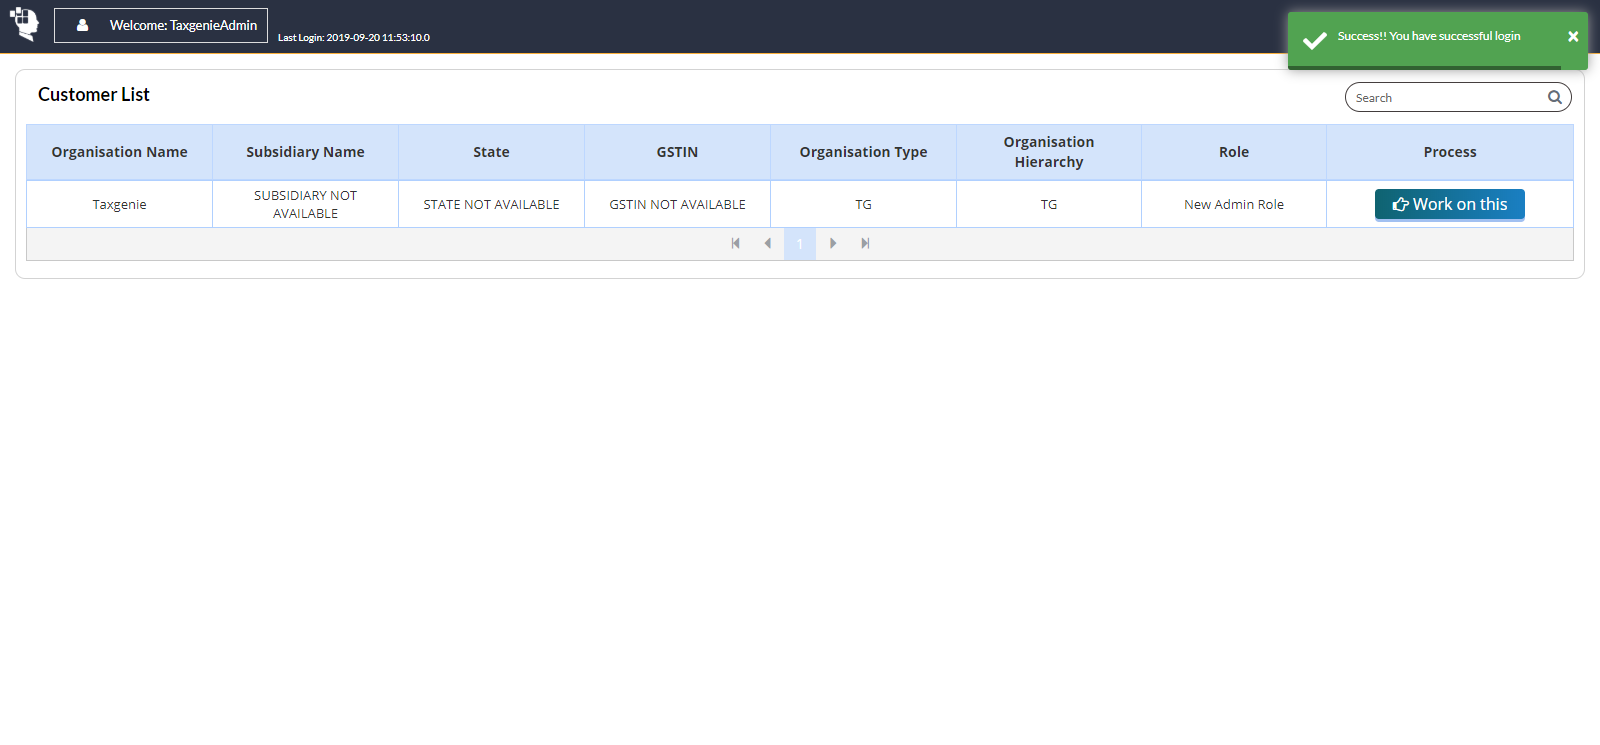 Welcome: TaxgenieAdmin
Last Login: 2019-09-20 11:53:10.0
Success!! You have successful login
Customer List
Search
Organisation Name
Subsidiary Name
State
GSTIN
Organisation Type
Organisation
Hierarchy
Role
Process
Taxgenie
SUBSIDIARY NOT
AVAILABLE
STATE NOT AVAILABLE
GSTIN NOT AVAILABLE
TG
TG
New Admin Role
Work on this
1